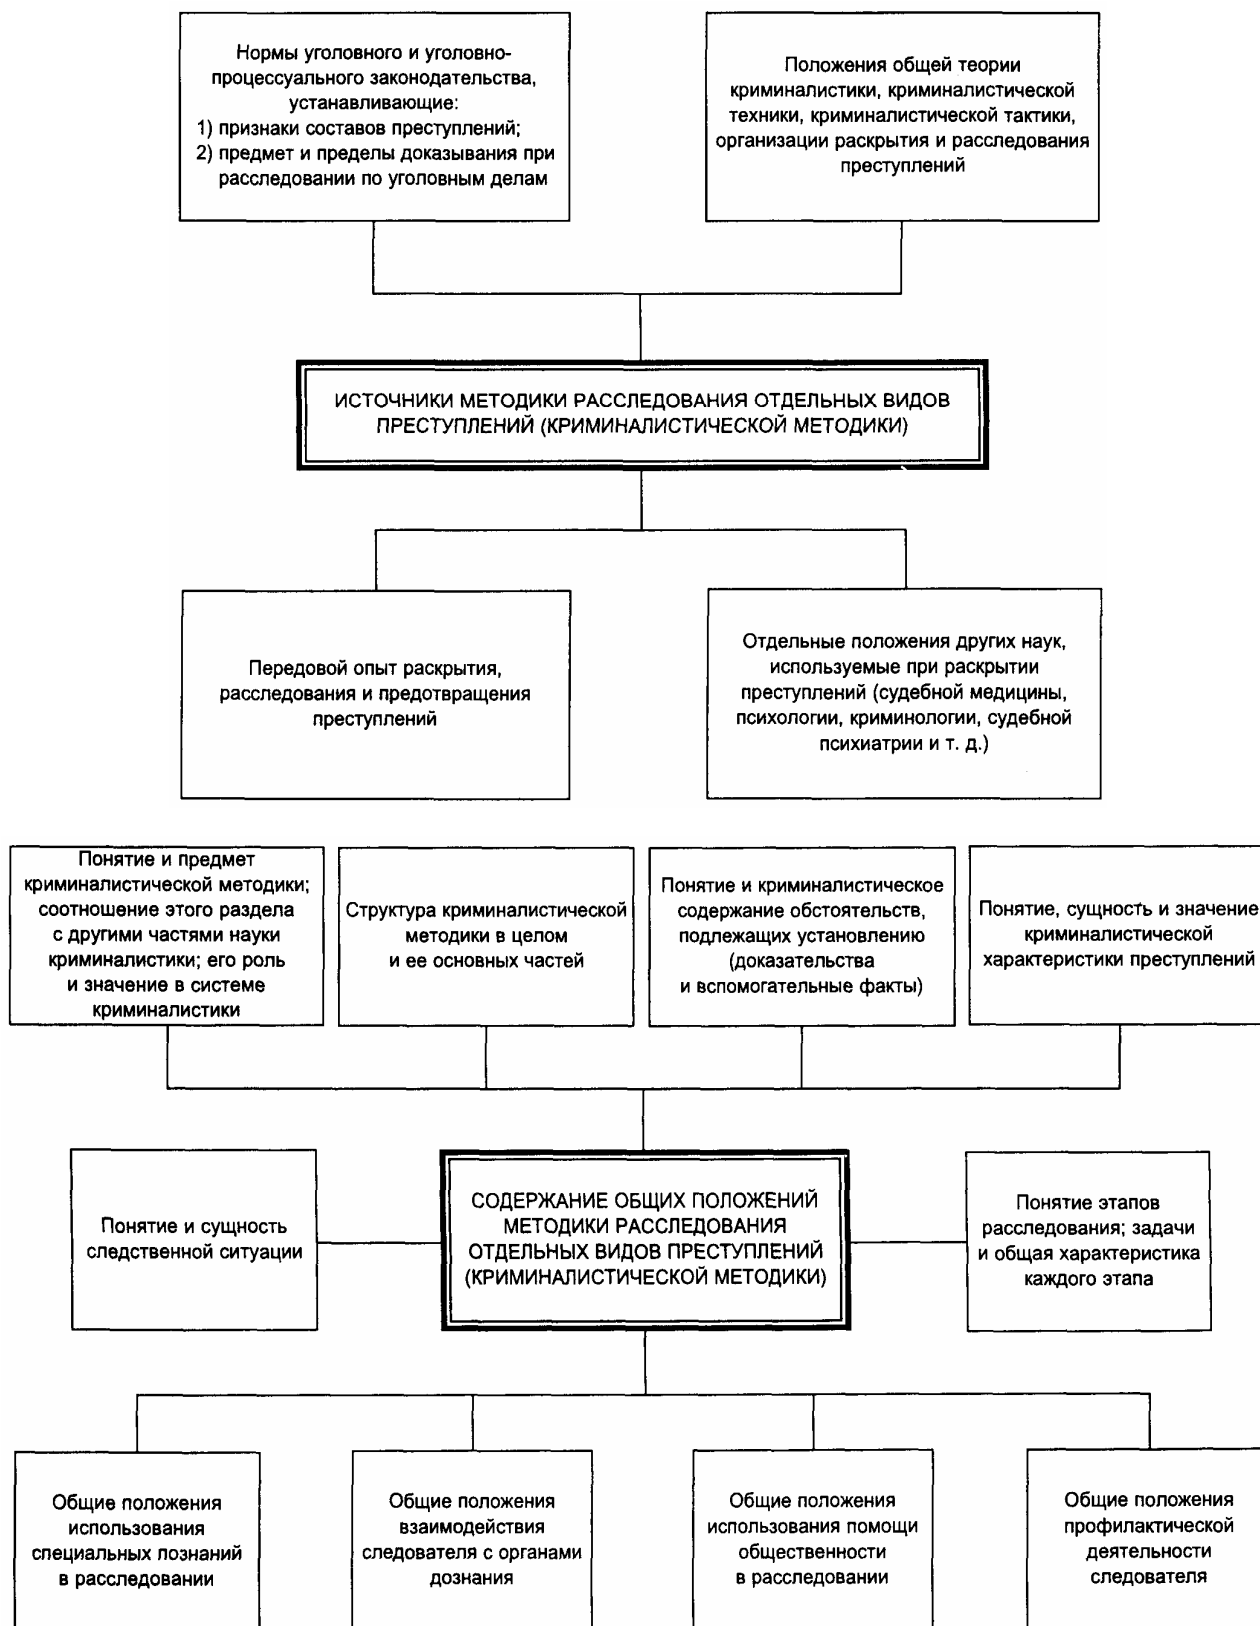 Нормы уголовного и уголовно-
процессуального законодательства,
устанавливающие:
1) признаки составов преступлений;
2) предмет и пределы доказывания при
расследовании по уголовным делам
Положения общей теории
криминалистики, криминалистической
техники, криминалистической тактики,
организации раскрытия и расследования
преступлений
ИСТОЧНИКИ МЕТОДИКИ РАССЛЕДОВАНИЯ ОТДЕЛЬНЫХ ВИДОВ
ПРЕСТУПЛЕНИЙ (КРИМИНАЛИСТИЧЕСКОЙ МЕТОДИКИ)
Передовой опыт раскрытия,
расследования и предотвращения
преступлений
Отдельные положения других наук,
используемые при раскрытии
преступлений (судебной медицины,
психологии, криминологии, судебной
психиатрии и т. д.)
Понятие и предмет
криминалистической методики;
соотношение этого раздела
с другими частями науки
криминалистики; его роль
и значение в системе
криминалистики
Структура криминалистической
методики в целом
и ее основных частей
Понятие и криминалистическое
содержание обстоятельств,
подлежащих установлению
(доказательства
и вспомогательные факты)
Понятие, сущность и значение
криминалистической
характеристики преступлений
Понятие и сущность
следственной ситуации
СОДЕРЖАНИЕ ОБЩИХ ПОЛОЖЕНИЙ
МЕТОДИКИ РАССЛЕДОВАНИЯ
ОТДЕЛЬНЫХ ВИДОВ ПРЕСТУПЛЕНИЙ
(КРИМИНАЛИСТИЧЕСКОЙ МЕТОДИКИ)
Понятие этапов
расследования; задачи
и общая характеристика
каждого этапа
Общие положения
использования
специальных познаний
в расследовании
Общие положения
взаимодействия
следователя с органами
дознания
Общие положения
использования помощи
общественности
в расследовании
Общие положения
профилактической
деятельности
следователя